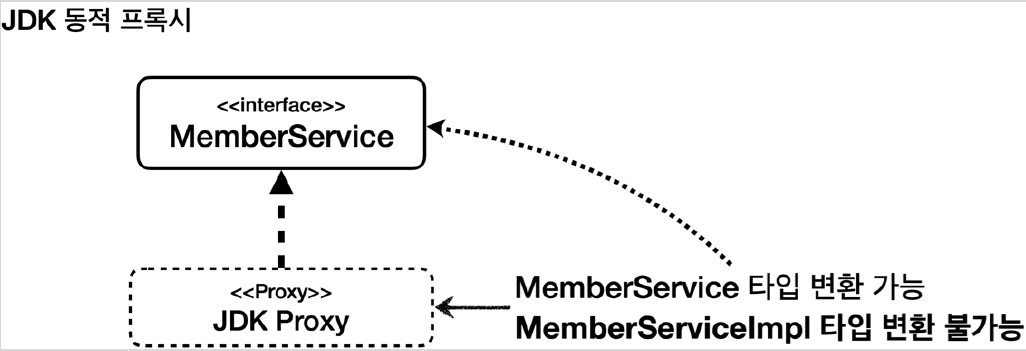 JDK 동적 프록시
<<interface>>
MemberService
<<Proxy>>
JDK Proxy
MemberService 타입 변환 가능
MemberServiceImpl 타입 변환 불가능